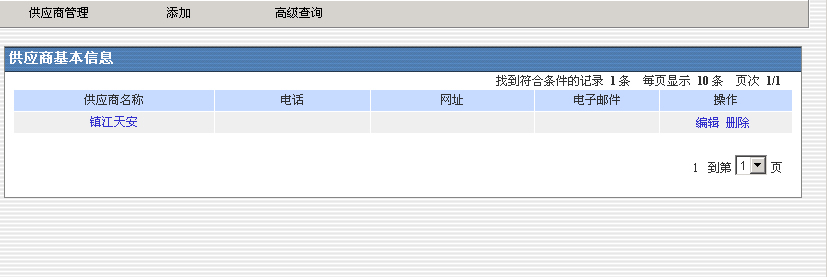 供应商管理 添加 高级查询
供应商基本信息
找到符合条件的记录 1 条 每页显示 10 条 页次 1/1
供应商名称 电话 网址 电子邮件 操作
镇江天安 编辑 删除
1 到第 1 页